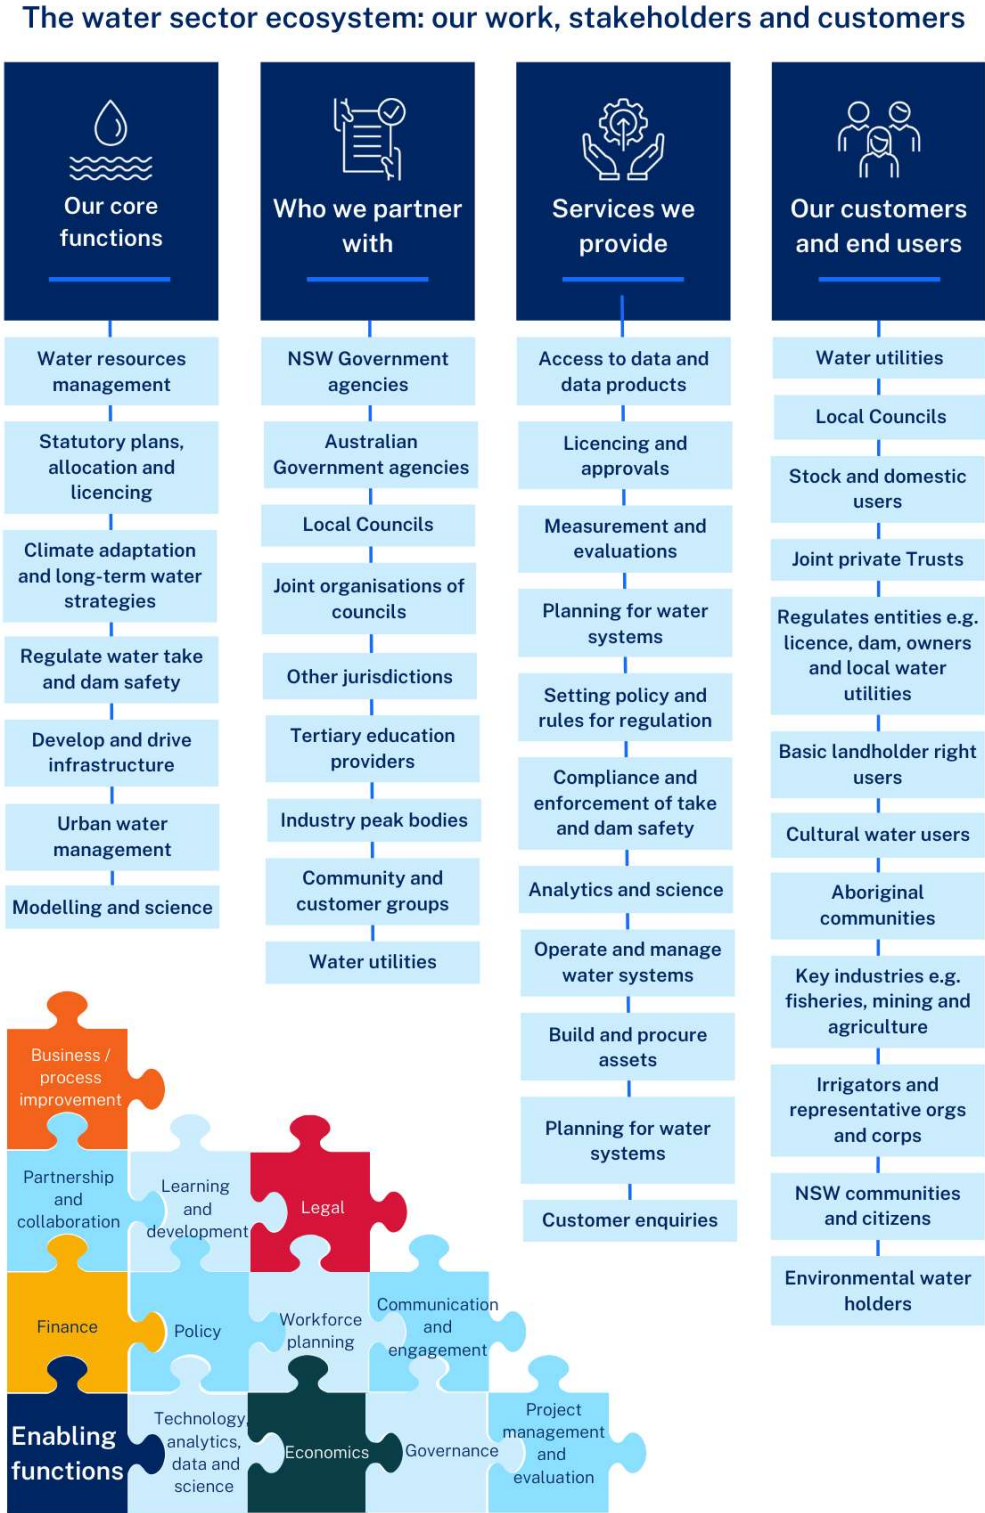 The water sector ecosystem: our work, stakeholders and customers
Our core
functions
Water resources
management
Statutory plans,
allocation and
licencing
Climate adaptation
and long-term water
strategies
Regulate water take
and dam safety
Develop and drive
infrastructure
Urban water
management
Modelling and science
Who we partner
with
NSW Government
agencies
Australian
Government agencies
Local Councils
Joint organisations of
councils
Other jurisdictions
Tertiary education
providers
Industry peak bodies
Community and
customer groups
Water utilities
Services we
provide
Access to data and
data products
Licencing and
approvals
Measurement and
evaluations
Planning for water
systems
Setting policy and
rules for regulation
Compliance and
enforcement of take
and dam safety
Analytics and science
Operate and manage
water systems
Build and procure
assets
Planning for water
systems
Customer enquiries
Our customers
and end users
Water utilities
Local Councils
Stock and domestic
users
Joint private Trusts
Regulates entities e.g.
licence, dam, owners
and local water
utilities
Basic landholder right
users
Cultural water users
Aboriginal
communities
Key industries e.g.
fisheries, mining and
agriculture
Irrigators and
representative orgs
and corps
NSW communities
and citizens
Environmental water
holders
Business /
process
improvement
Partnership
and
collaboration
Learning
and
development
Legal
Finance
Policy
Workforce
planning
Communication
and
engagement
Enabling
functions
Technology,
analytics,
data and
science
Economics
Governance
Project
management
and
evaluation